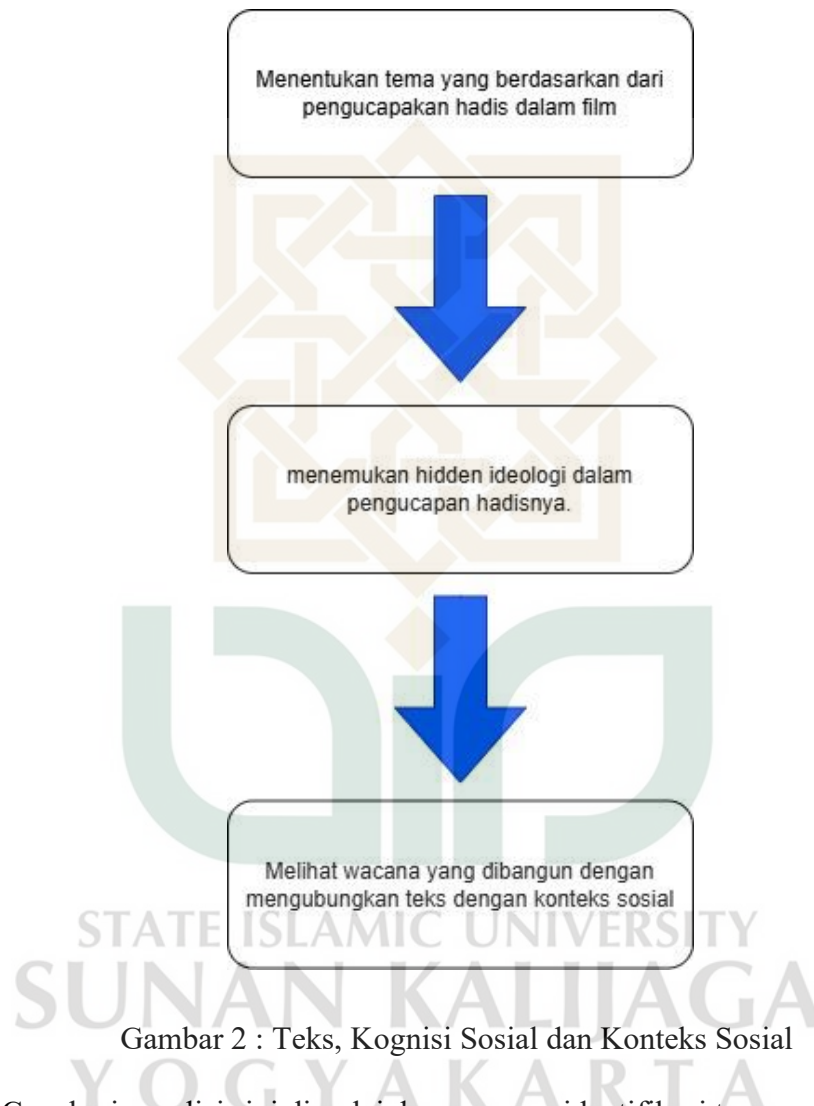 Menentukan tema yang berdasarkan dari
pengucapakan hadis dalam film
menemukan hidden ideologi dalam
pengucapan hadisnya.
Melihat wacana yang dibangun dengan
mengubungkan teks dengan konteks sosial
STATE ISLAMIC UNIVERSITY
SUNAN KALIJAGA
Gambar 2 : Teks, Kognisi Sosial dan Konteks Sosial
YOGYAKARTA